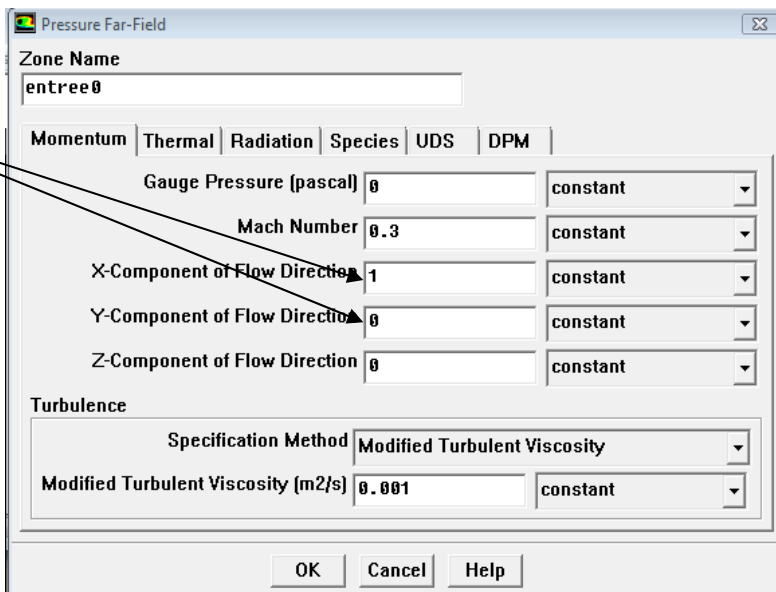 Pressure Far-Field
Zone Name
entree0
Momentum Thermal Radiation Species UDS DPM
Gauge Pressure (pascal) 0 constant
Mach Number 0.3 constant
X-Component of Flow Direction 1 constant
Y-Component of Flow Direction 0 constant
Z-Component of Flow Direction 0 constant
Turbulence
Specification Method Modified Turbulent Viscosity
Modified Turbulent Viscosity (m2/s) 0.001 constant
OK Cancel Help